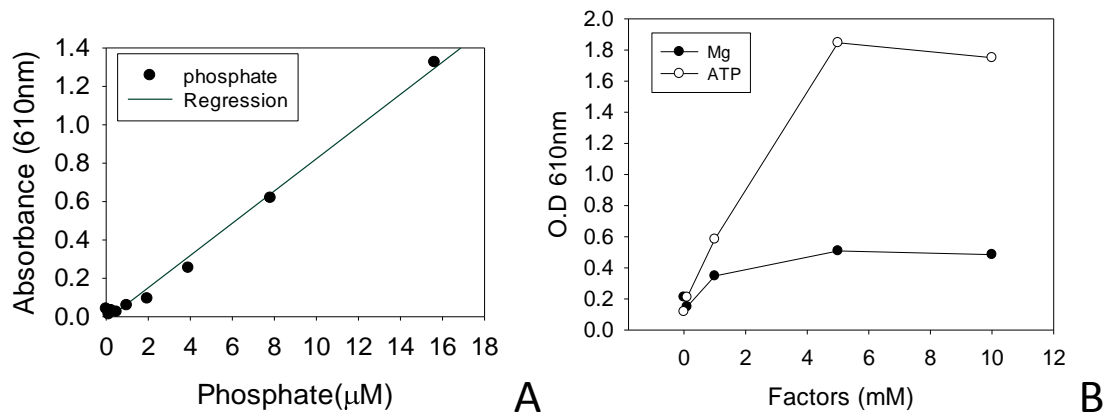 Absorbance (610nm)
1.4
1.2
1.0
0.8
0.6
0.4
0.2
0.0
phosphate
Regression
0 2 4 6 8 10 12 14 16 18
Phosphate(μM)
A
O.D 610nm
2.0
1.8
1.6
1.4
1.2
1.0
0.8
0.6
0.4
0.2
0.0
Mg
ATP
0 2 4 6 8 10 12
Factors (mM)
B